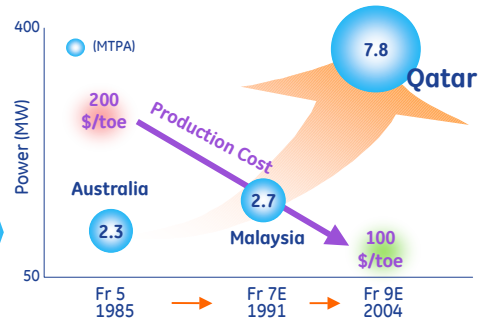 400
(MTPA)
7.8
Qatar
200
$/toe
Production Cost
Power (MW)
Australia
2.7
2.3
Malaysia
100
$/toe
50
Fr 5
1985
Fr 7E
1991
Fr 9E
2004